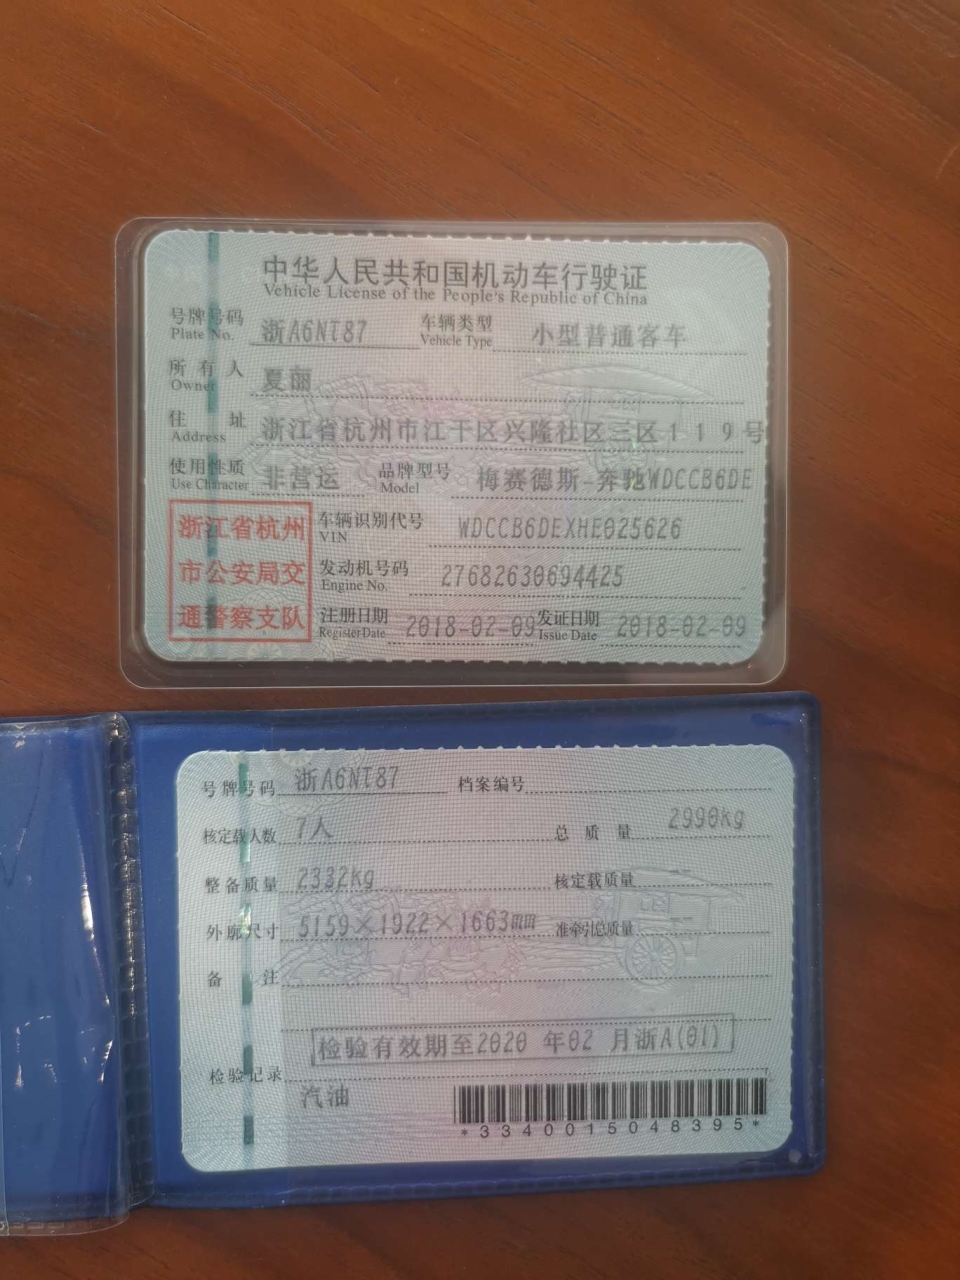 中华人民共和国机动车行驶证
Vehicle License of the People's Republic of China
号牌号码 浙A6NT87 车辆类型 小型普通客车
Plate No. Vehicle Type
所有人 夏丽
Owner
住址 浙江省杭州市江干区兴隆社区三区119号
Address
使用性质 非营运 品牌型号 梅赛德斯-奔驰WDCCB6DE
Use Character Model
浙江省杭州
市公安局交
通警察支队
车辆识别代号 WDCCB6DEXHE025626
VIN
发动机号码 27682630694425
Engine No.
注册日期 2018-02-09 发证日期 2018-02-09
Register Date Issue Date
号牌号码 浙A6NT87 档案编号
核定载人数 7人 总质量 2990kg
整备质量 2332kg 核定载质量
外廓尺寸 5159×1922×1663mm 准牵引总质量
备注
检验有效期至2020年02月浙A(01)
检验记录
汽油
*3340015048395*